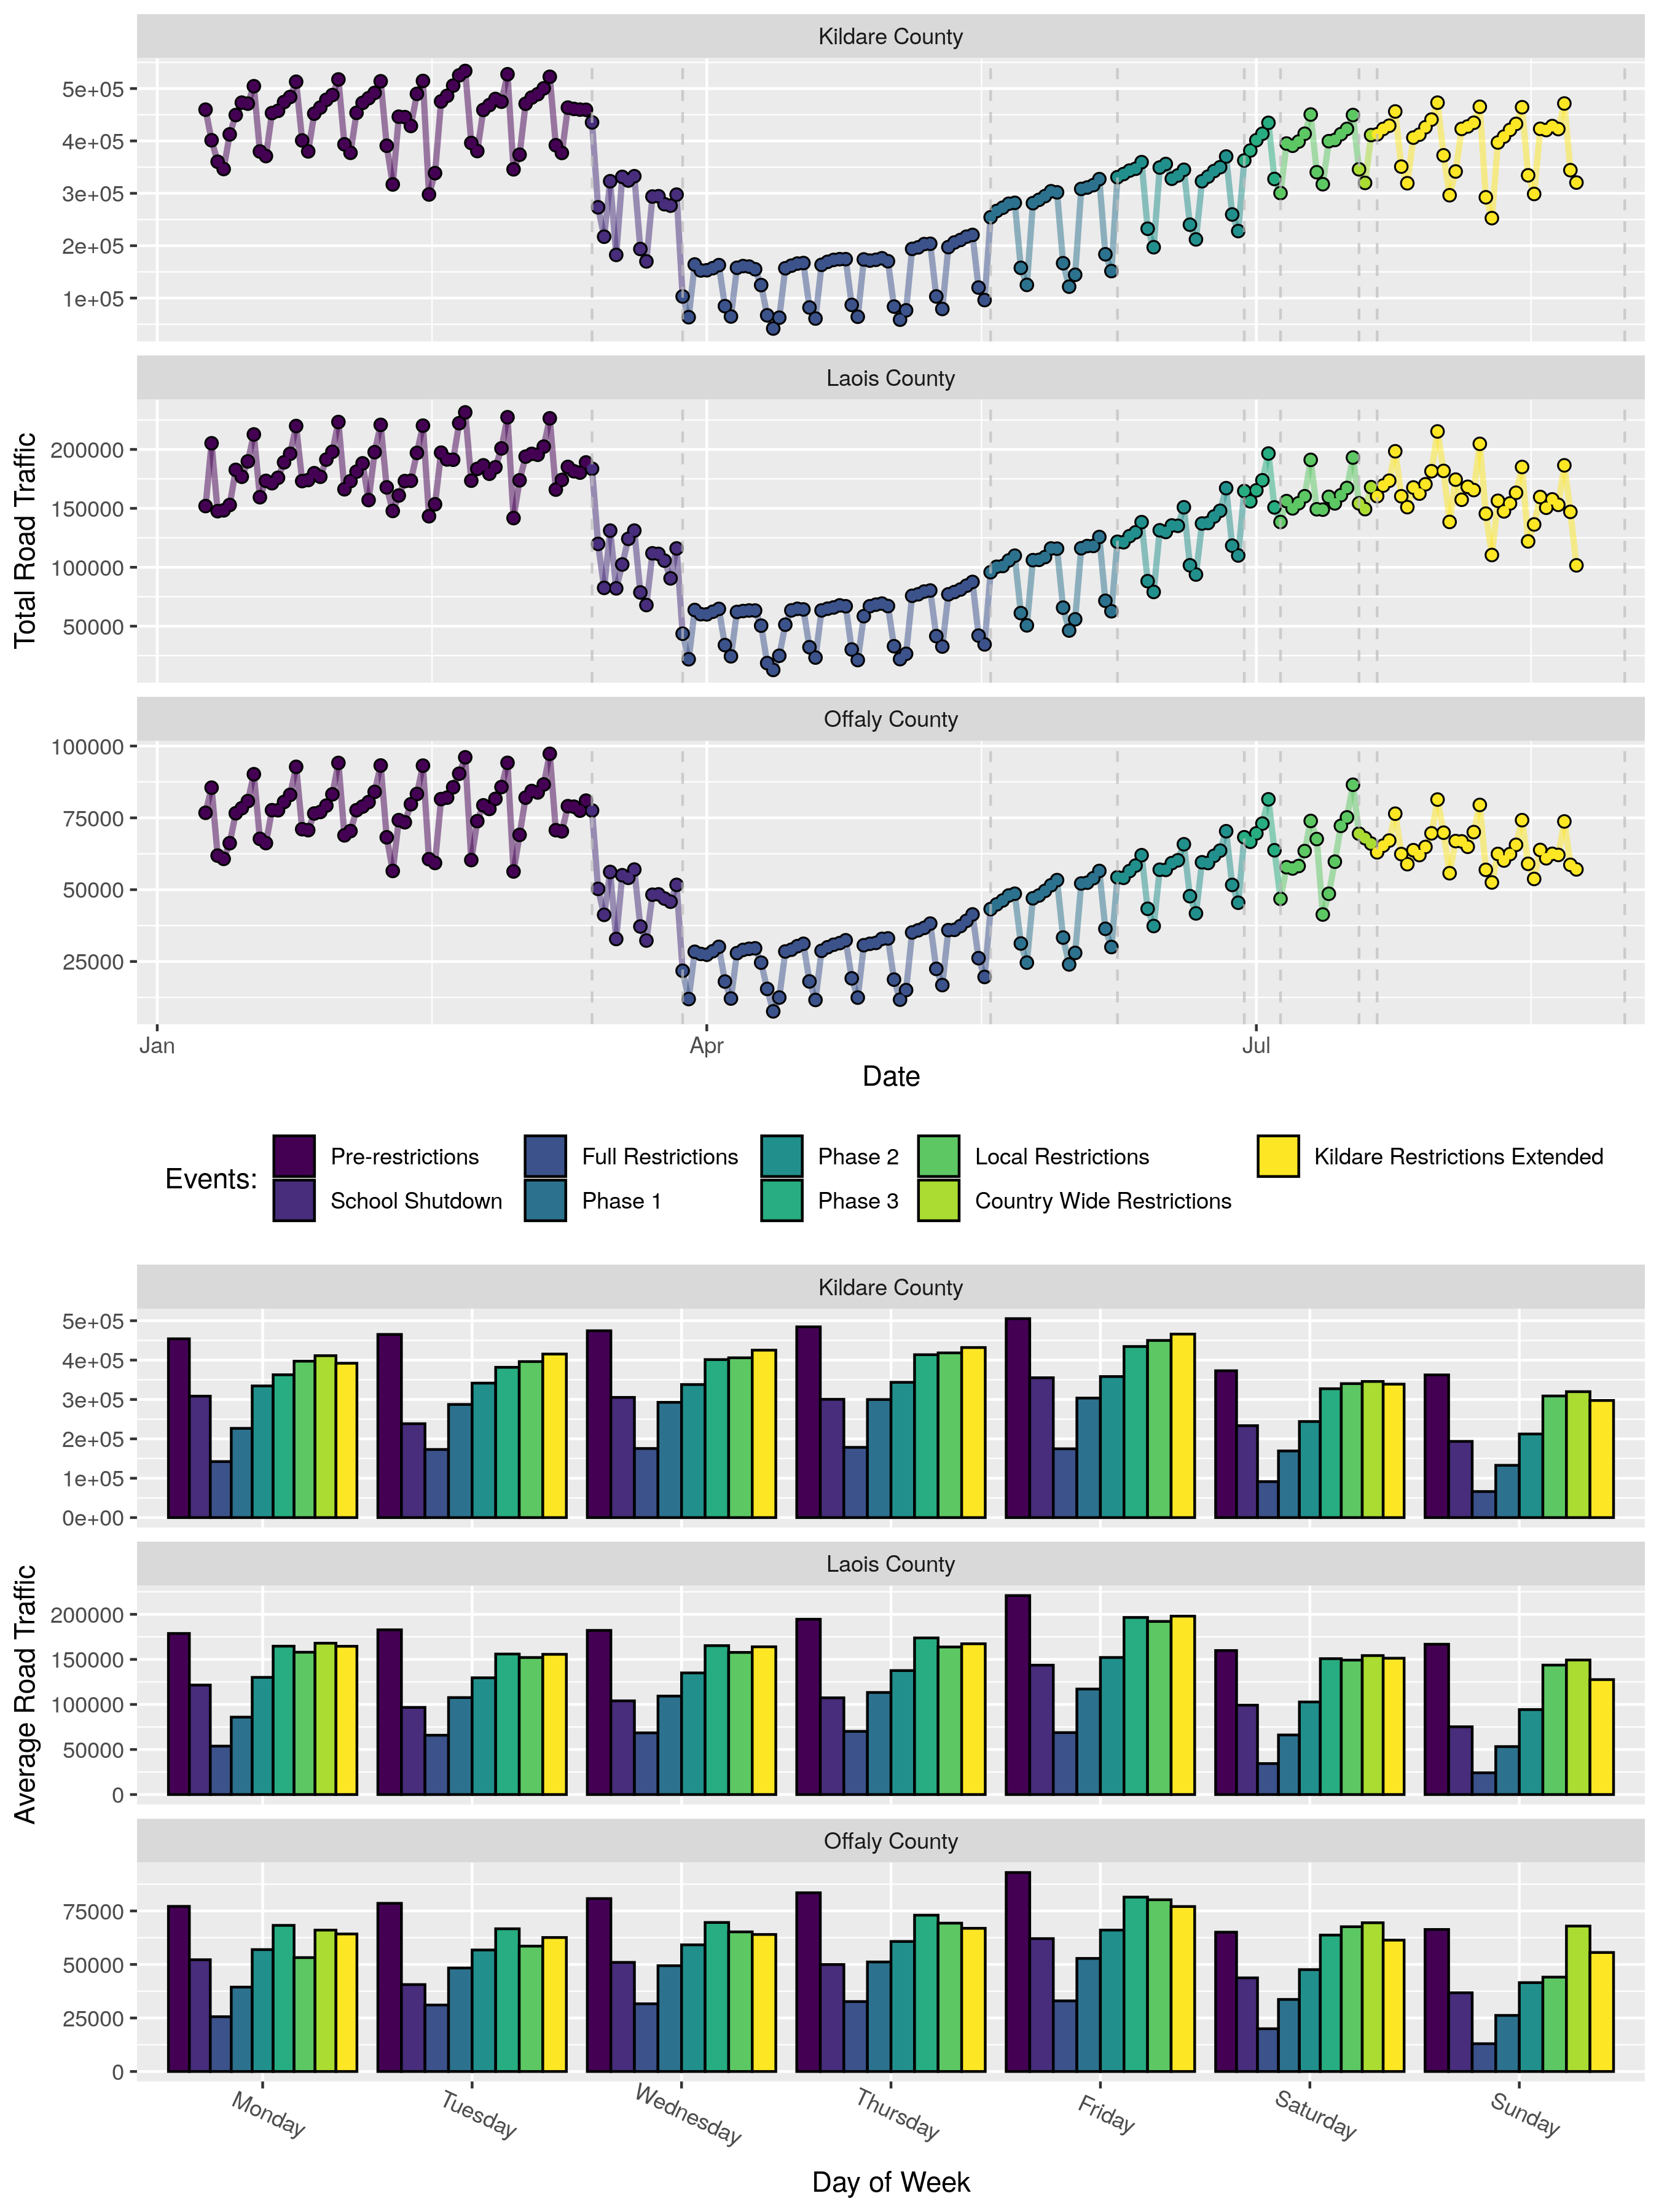 Kildare County
5e+05
4e+05
3e+05
2e+05
1e+05
Laois County
200000
150000
100000
50000
Offaly County
100000
75000
50000
25000
Total Road Traffic
Jan Apr Jul
Date
Events:
Pre-restrictions Full Restrictions Phase 2 Local Restrictions Kildare Restrictions Extended
School Shutdown Phase 1 Phase 3 Country Wide Restrictions
Kildare County
5e+05
4e+05
3e+05
2e+05
1e+05
0e+00
Laois County
200000
150000
100000
50000
0
Offaly County
75000
50000
25000
0
Average Road Traffic
Monday Tuesday Wednesday Thursday Friday Saturday Sunday
Day of Week